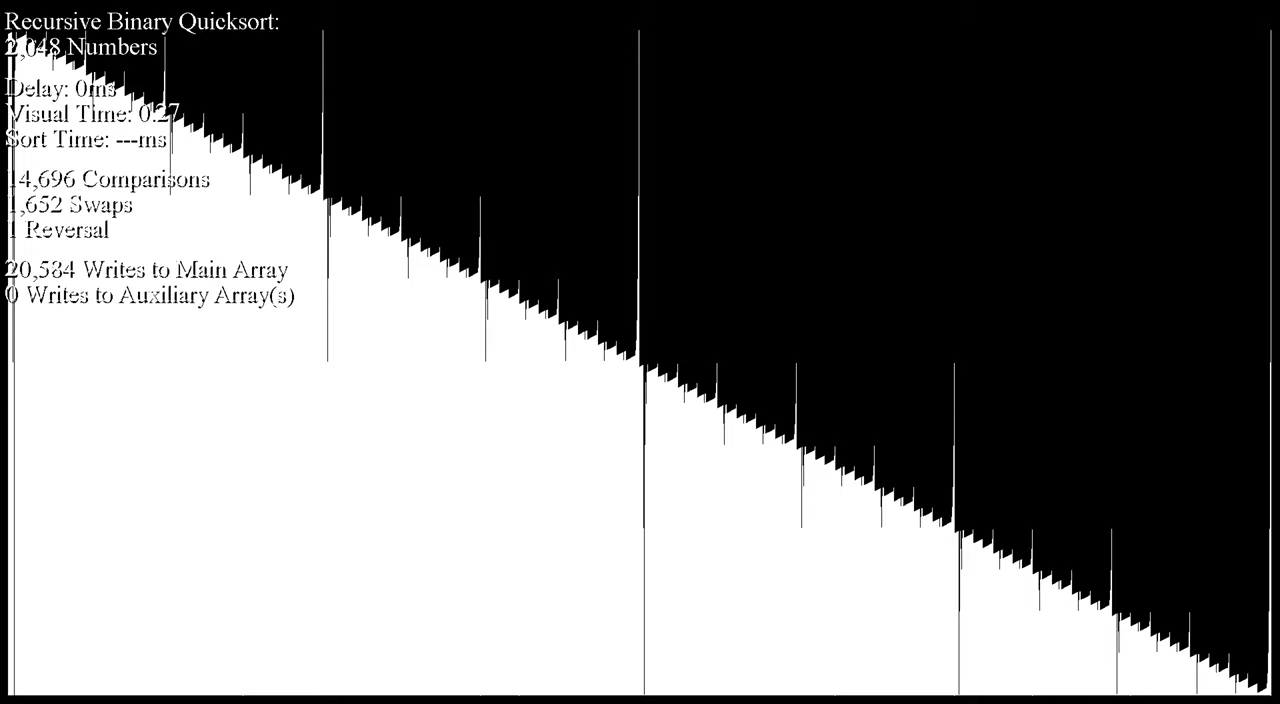 Recursive Binary Quicksort:
2,048 Numbers
Delay: 0ms
Visual Time: 0:27
Sort Time: ---ms
14,696 Comparisons
1,652 Swaps
1 Reversal
20,584 Writes to Main Array
0 Writes to Auxiliary Array(s)